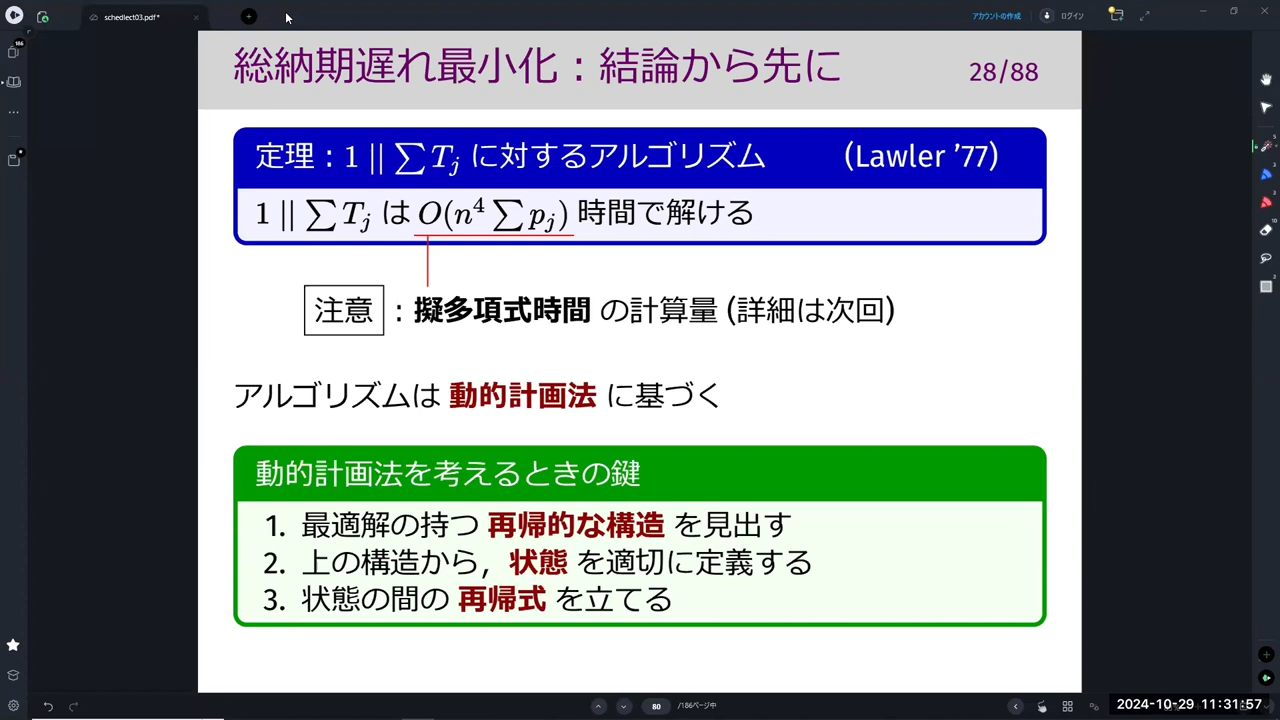 schedlect03.pdf*
アカウントの作成
ログイン
186
総納期遅れ最小化：結論から先に
28/88
定理：1 || ∑ T_j に対するアルゴリズム (Lawler '77)
1 || ∑ T_j は O(n^4 ∑ p_j) 時間で解ける
注意：擬多項式時間 の計算量 (詳細は次回)
アルゴリズムは 動的計画法 に基づく
動的計画法を考えるときの鍵
1. 最適解の持つ 再帰的な構造 を見出す
2. 上の構造から，状態 を適切に定義する
3. 状態の間の 再帰式 を立てる
80 /186ページ中
2024-10-29 11:31:57